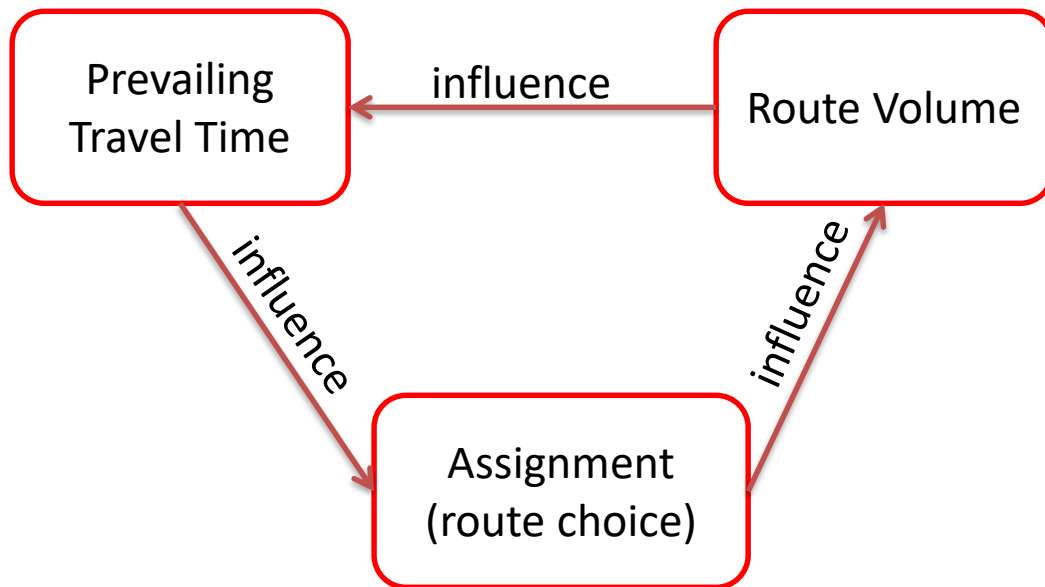 Prevailing
Travel Time
influence
Route Volume
influence
influence
Assignment
(route choice)